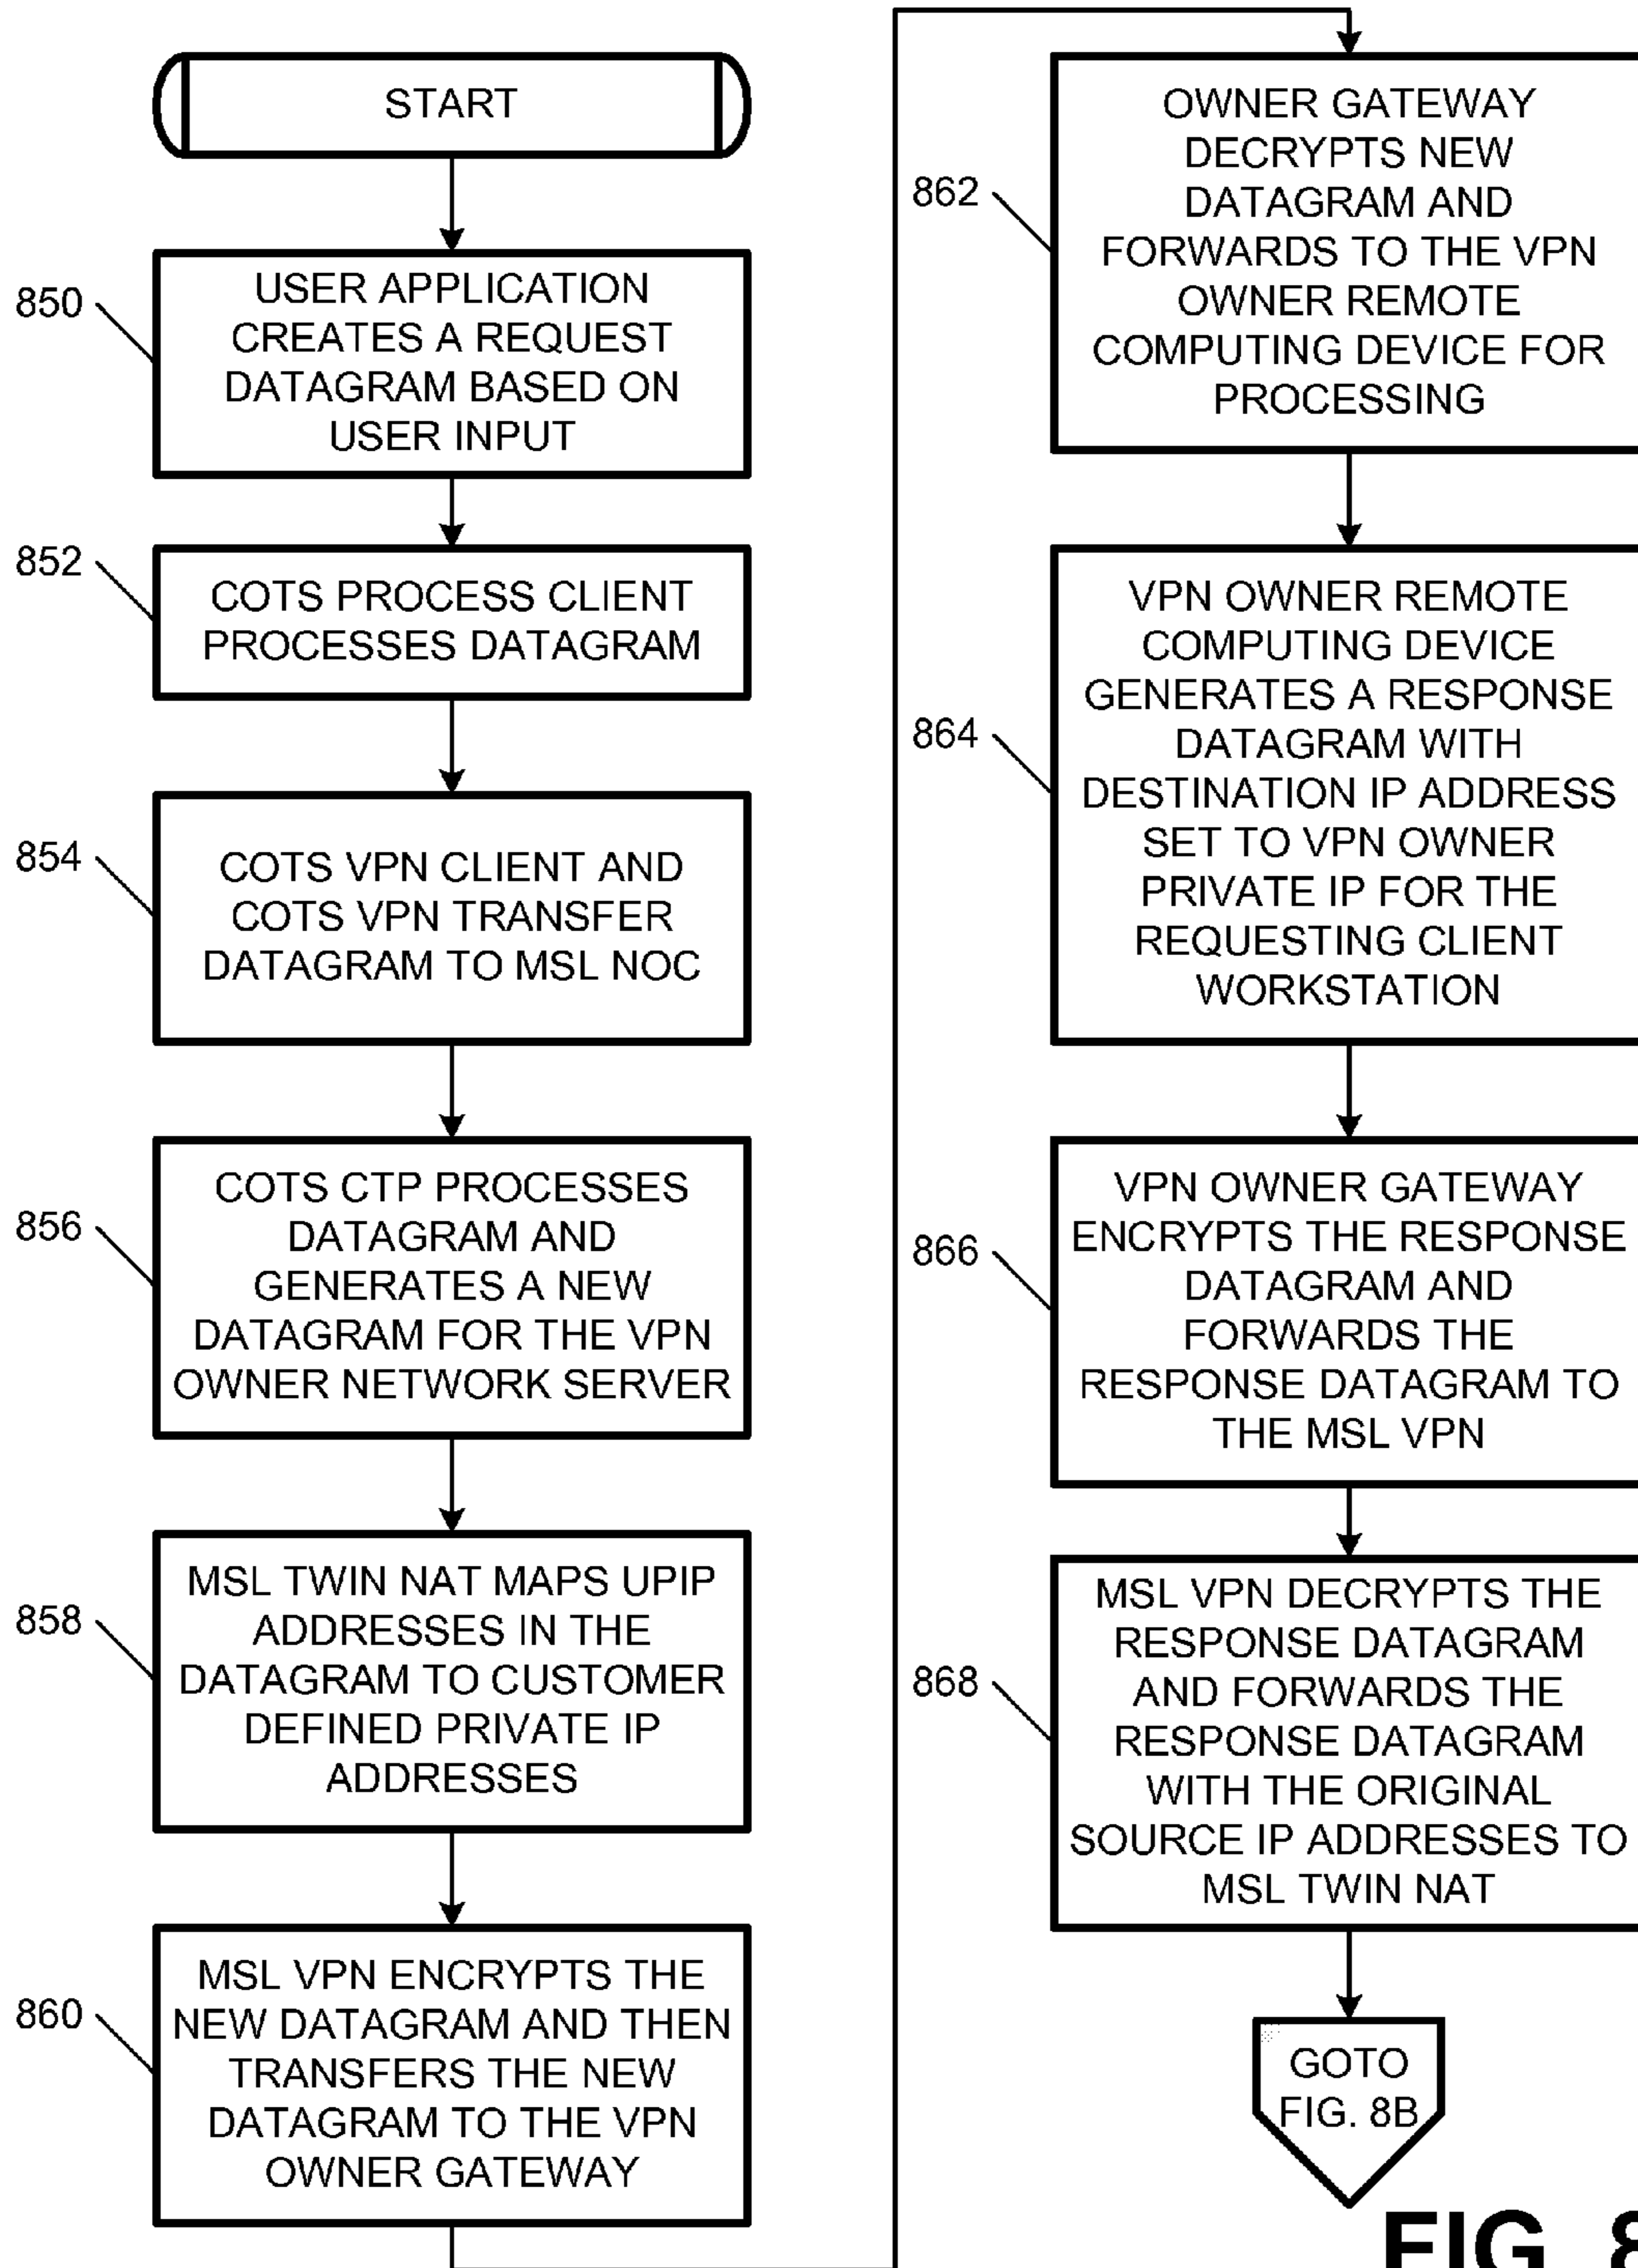 START
850
USER APPLICATION
CREATES A REQUEST
DATAGRAM BASED ON
USER INPUT
852
COTS PROCESS CLIENT
PROCESSES DATAGRAM
854
COTS VPN CLIENT AND
COTS VPN TRANSFER
DATAGRAM TO MSL NOC
856
COTS CTP PROCESSES
DATAGRAM AND
GENERATES A NEW
DATAGRAM FOR THE VPN
OWNER NETWORK SERVER
858
MSL TWIN NAT MAPS UPIP
ADDRESSES IN THE
DATAGRAM TO CUSTOMER
DEFINED PRIVATE IP
ADDRESSES
860
MSL VPN ENCRYPTS THE
NEW DATAGRAM AND THEN
TRANSFERS THE NEW
DATAGRAM TO THE VPN
OWNER GATEWAY
862
OWNER GATEWAY
DECRYPTS NEW
DATAGRAM AND
FORWARDS TO THE VPN
OWNER REMOTE
COMPUTING DEVICE FOR
PROCESSING
864
VPN OWNER REMOTE
COMPUTING DEVICE
GENERATES A RESPONSE
DATAGRAM WITH
DESTINATION IP ADDRESS
SET TO VPN OWNER
PRIVATE IP FOR THE
REQUESTING CLIENT
WORKSTATION
866
VPN OWNER GATEWAY
ENCRYPTS THE RESPONSE
DATAGRAM AND
FORWARDS THE
RESPONSE DATAGRAM TO
THE MSL VPN
868
MSL VPN DECRYPTS THE
RESPONSE DATAGRAM
AND FORWARDS THE
RESPONSE DATAGRAM
WITH THE ORIGINAL
SOURCE IP ADDRESSES TO
MSL TWIN NAT
GOTO
FIG. 8B
FIG. 8